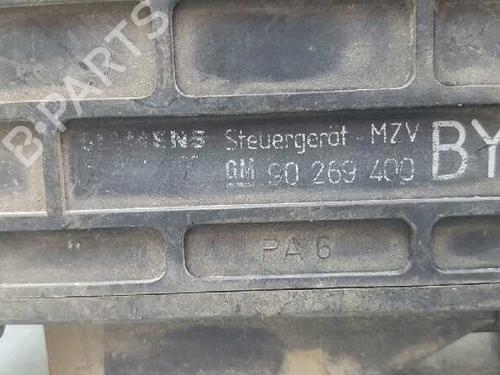 B·PARTS
SIEMENS Steuergerät - MZV BY
GM 90 269 400
PA 6